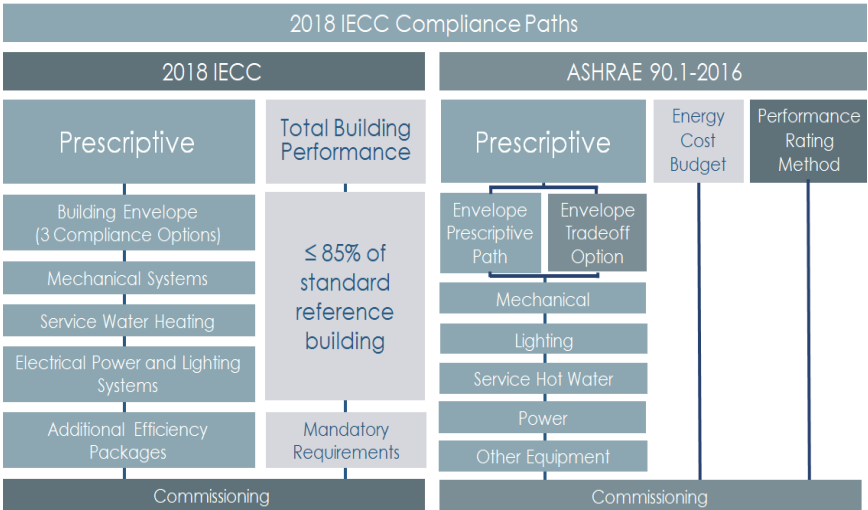 2018 IECC Compliance Paths
2018 IECC
ASHRAE 90.1-2016
Prescriptive
Total Building
Performance
Building Envelope
(3 Compliance Options)
Mechanical Systems
Service Water Heating
Electrical Power and Lighting
Systems
Additional Efficiency
Packages
≤ 85% of
standard
reference
building
Mandatory
Requirements
Commissioning
Prescriptive
Energy
Cost
Budget
Performance
Rating
Method
Envelope
Prescriptive
Path
Envelope
Tradeoff
Option
Mechanical
Lighting
Service Hot Water
Power
Other Equipment
Commissioning